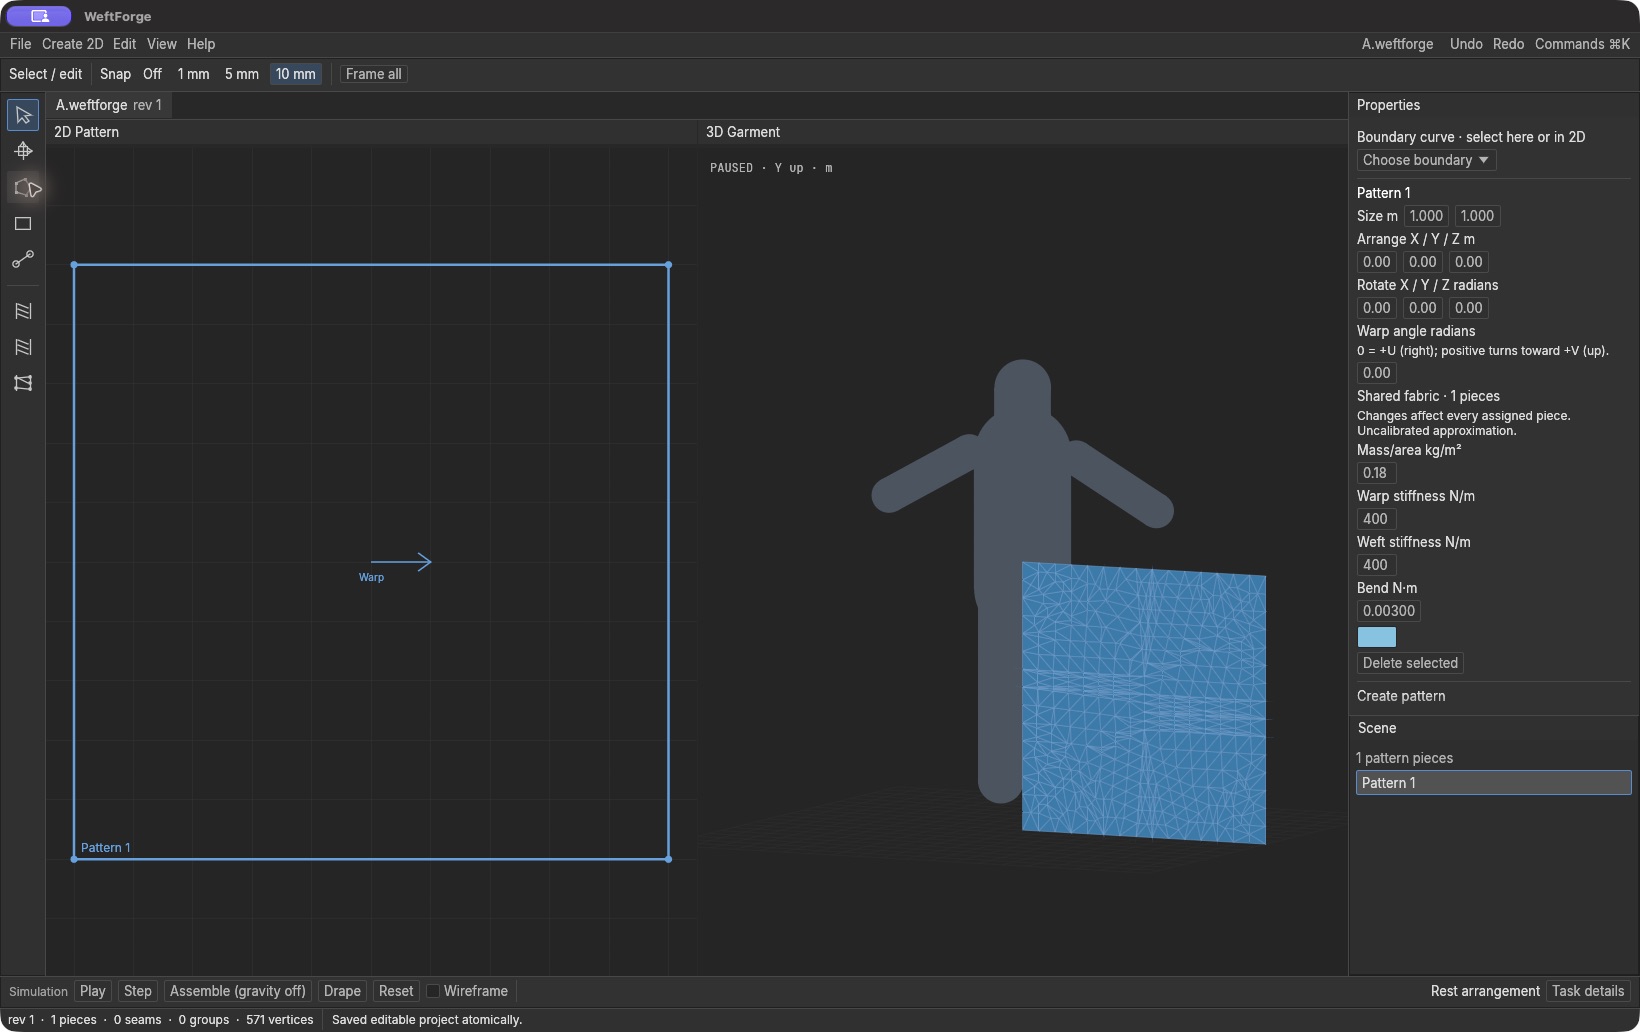 WeftForge
File Create 2D Edit View Help
A.weftforge Undo Redo Commands ⌘K
Select / edit Snap Off 1 mm 5 mm 10 mm Frame all
A.weftforge rev 1
2D Pattern
Warp
Pattern 1
3D Garment
PAUSED · Y up · m
Properties
Boundary curve · select here or in 2D
Choose boundary
Pattern 1
Size m 1.000 1.000
Arrange X / Y / Z m
0.00 0.00 0.00
Rotate X / Y / Z radians
0.00 0.00 0.00
Warp angle radians
0 = +U (right); positive turns toward +V (up).
0.00
Shared fabric · 1 pieces
Changes affect every assigned piece.
Uncalibrated approximation.
Mass/area kg/m²
0.18
Warp stiffness N/m
400
Weft stiffness N/m
400
Bend N·m
0.00300
Delete selected
Create pattern
Scene
1 pattern pieces
Pattern 1
Simulation Play Step Assemble (gravity off) Drape Reset Wireframe
Rest arrangement Task details
rev 1 · 1 pieces · 0 seams · 0 groups · 571 vertices Saved editable project atomically.